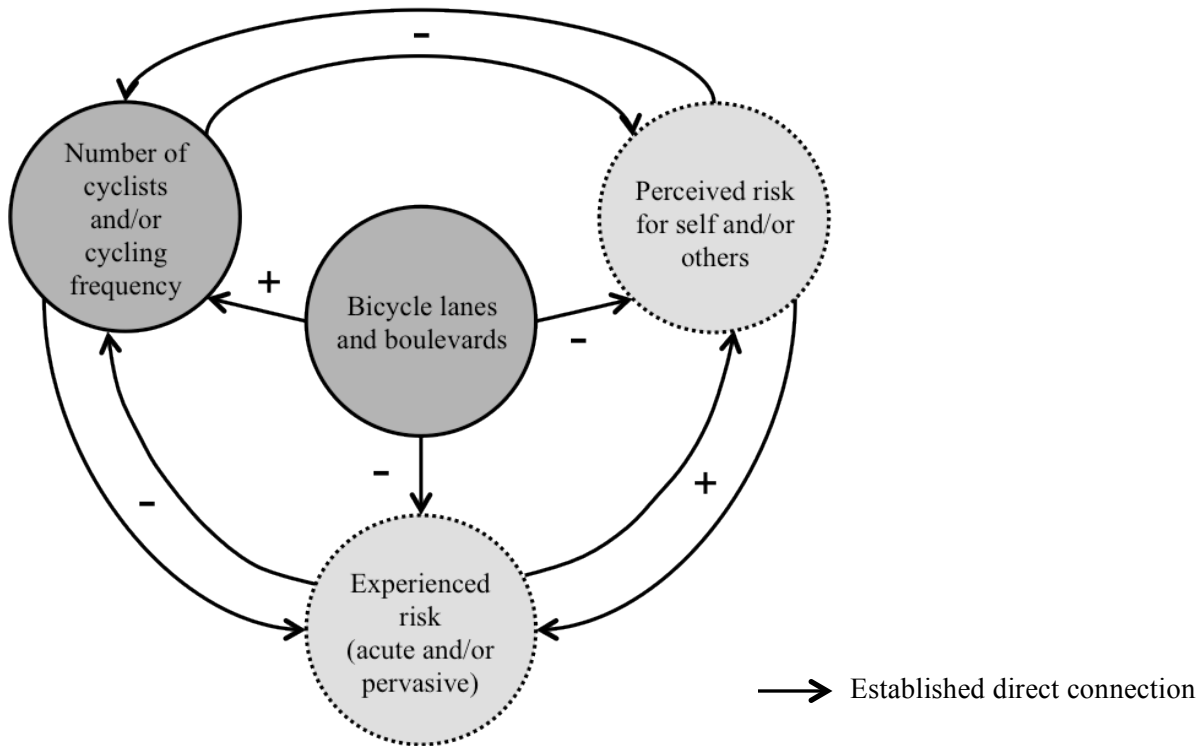 -
Number of
cyclists
and/or
cycling
frequency
Perceived risk
for self and/or
others
+
Bicycle lanes
and boulevards
-
-
-
+
Experienced
risk
(acute and/or
pervasive)
Established direct connection